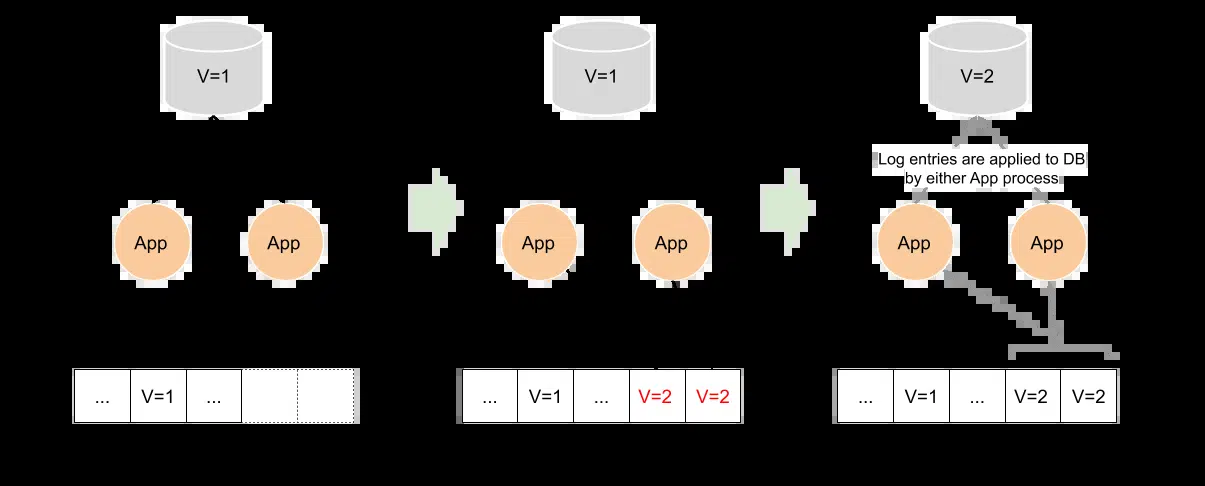 V=1
V=1
V=2
Log entries are applied to DB
by either App process
App
App
App
App
App
App
... V=1 ...
... V=1 ... V=2 V=2
... V=1 ... V=2 V=2